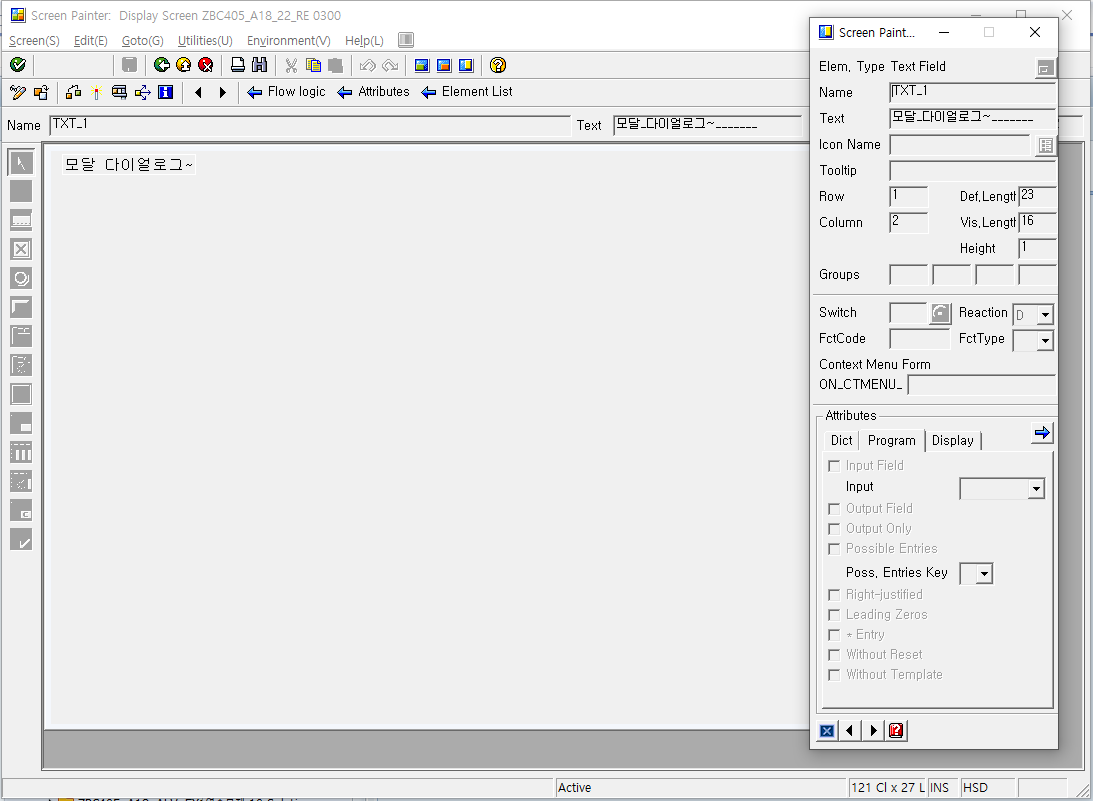 Screen Painter: Display Screen ZBC405_A18_22_RE 0300
Screen(S) Edit(E) Goto(G) Utilities(U) Environment(V) Help(L)
Flow logic Attributes Element List
Name TXT_1 Text 모달_다이얼로그~_______
모달 다이얼로그~
Screen Paint...
Elem. Type Text Field
Name TXT_1
Text 모달_다이얼로그~_______
Icon Name
Tooltip
Row 1 Def.Length 23
Column 2 Vis.Length 16
Height 1
Groups
Switch Reaction D
FctCode FctType
Context Menu Form
ON_CTMENU_
Attributes
Dict Program Display
Input Field
Input
Output Field
Output Only
Possible Entries
Poss. Entries Key
Right-justified
Leading Zeros
* Entry
Without Reset
Without Template
Active 121 Cl x 27 L INS HSD